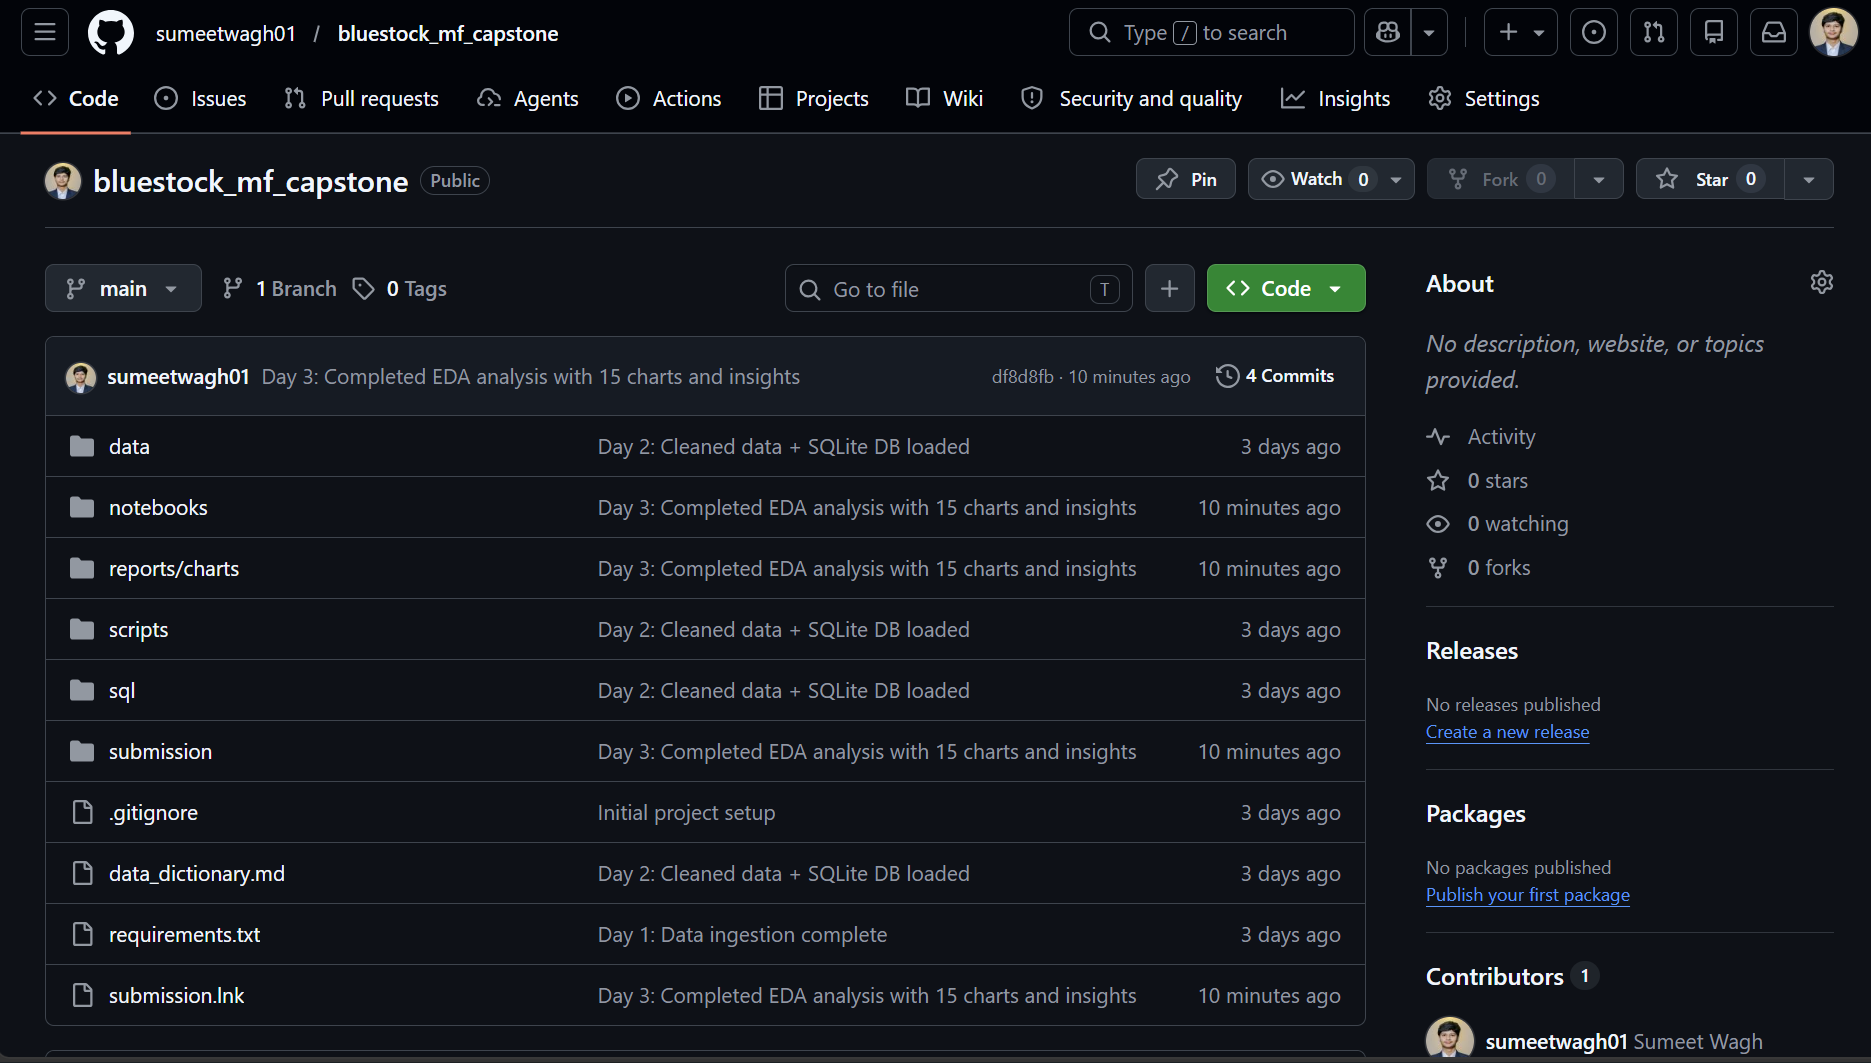 sumeetwagh01 / bluestock_mf_capstone
Type / to search
Code Issues Pull requests Agents Actions Projects Wiki Security and quality Insights Settings
bluestock_mf_capstone Public
Pin Watch 0 Fork 0 Star 0
main 1 Branch 0 Tags Go to file T Code
sumeetwagh01 Day 3: Completed EDA analysis with 15 charts and insights df8d8fb · 10 minutes ago 4 Commits
data Day 2: Cleaned data + SQLite DB loaded 3 days ago
notebooks Day 3: Completed EDA analysis with 15 charts and insights 10 minutes ago
reports/charts Day 3: Completed EDA analysis with 15 charts and insights 10 minutes ago
scripts Day 2: Cleaned data + SQLite DB loaded 3 days ago
sql Day 2: Cleaned data + SQLite DB loaded 3 days ago
submission Day 3: Completed EDA analysis with 15 charts and insights 10 minutes ago
.gitignore Initial project setup 3 days ago
data_dictionary.md Day 2: Cleaned data + SQLite DB loaded 3 days ago
requirements.txt Day 1: Data ingestion complete 3 days ago
submission.lnk Day 3: Completed EDA analysis with 15 charts and insights 10 minutes ago
About
No description, website, or topics
provided.
Activity
0 stars
0 watching
0 forks
Releases
No releases published
Create a new release
Packages
No packages published
Publish your first package
Contributors 1
sumeetwagh01 Sumeet Wagh